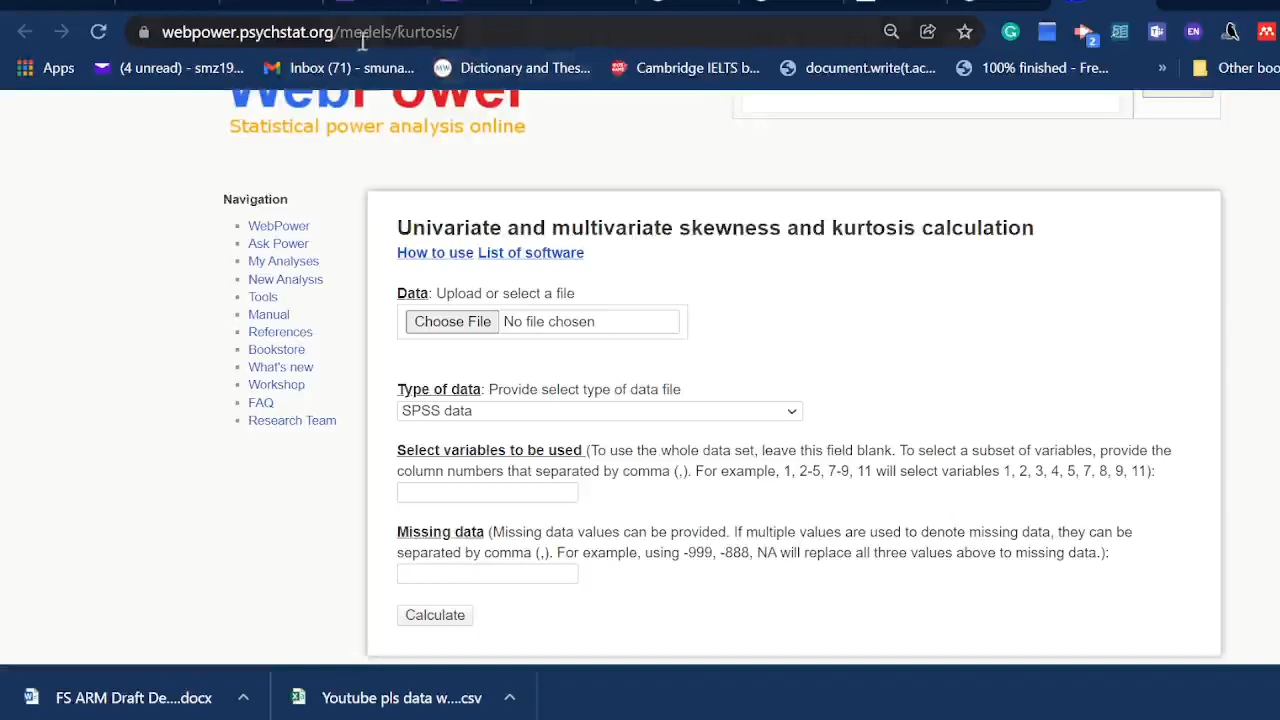 webpower.psychstat.org/models/kurtosis/
2
EN
Apps
(4 unread) - smz19...
Inbox (71) - smuna...
MW
Dictionary and Thes...
Cambridge IELTS b...
document.write(t.ac...
100% finished - Fre...
»
Other boo
WebPower
Statistical power analysis online
Navigation
WebPower
Ask Power
My Analyses
New Analysis
Tools
Manual
References
Bookstore
What's new
Workshop
FAQ
Research Team
Univariate and multivariate skewness and kurtosis calculation
How to use List of software
Data: Upload or select a file
Choose File No file chosen
Type of data: Provide select type of data file
SPSS data
Select variables to be used (To use the whole data set, leave this field blank. To select a subset of variables, provide the
column numbers that separated by comma (,). For example, 1, 2-5, 7-9, 11 will select variables 1, 2, 3, 4, 5, 7, 8, 9, 11):
Missing data (Missing data values can be provided. If multiple values are used to denote missing data, they can be
separated by comma (,). For example, using -999, -888, NA will replace all three values above to missing data.):
Calculate
FS ARM Draft De....docx
Youtube pls data w....csv